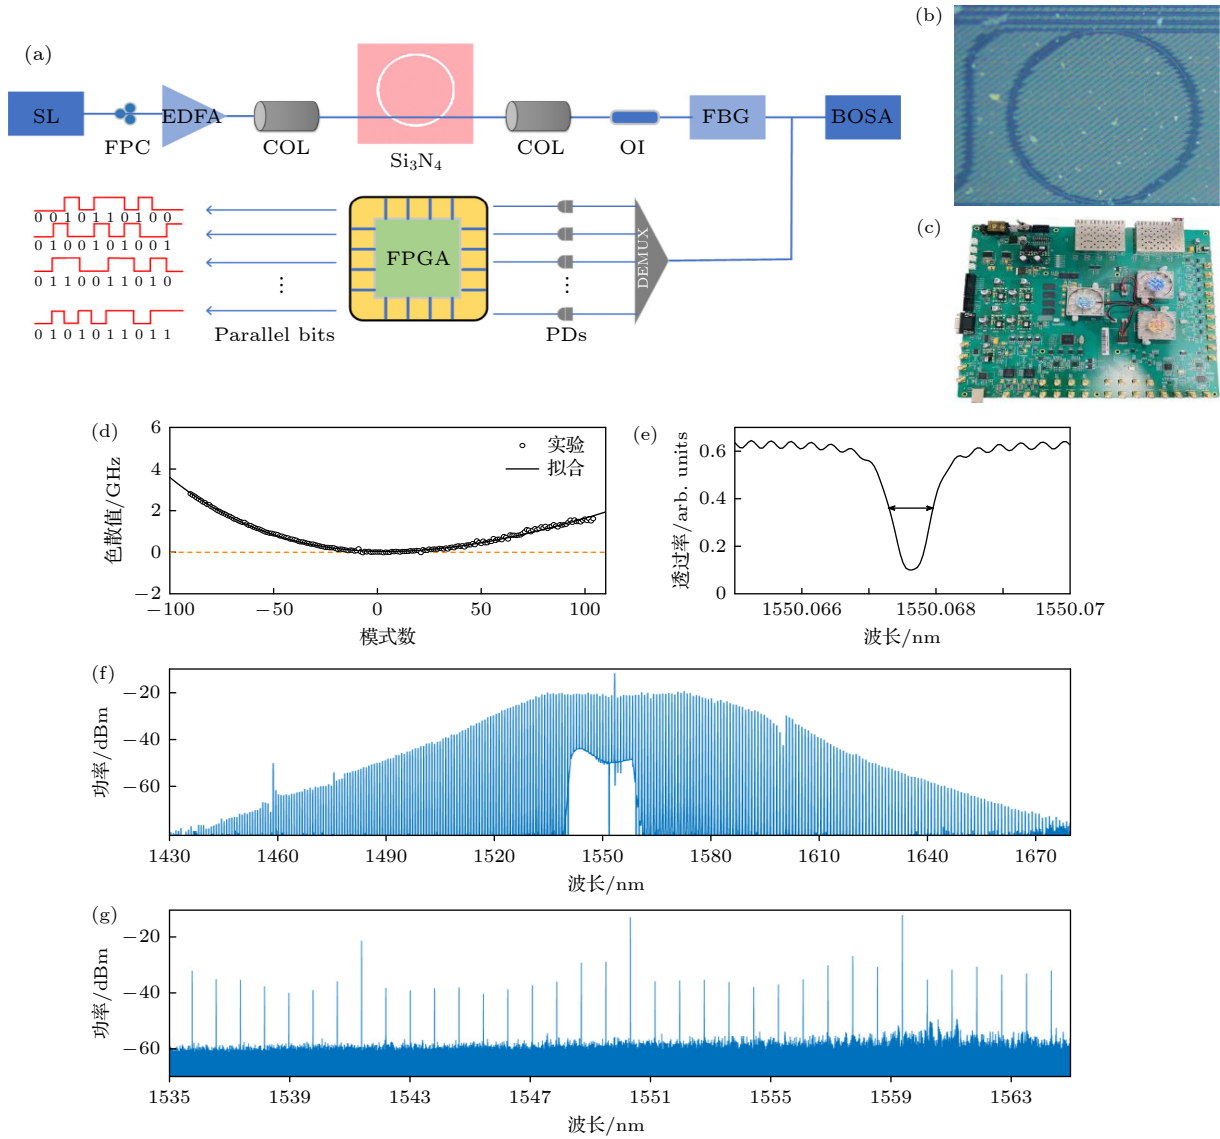 (a)
SL
FPC
EDFA
COL
Si₃N₄
COL
OI
FBG
BOSA
0 0 1 0 1 1 0 1 0 0
0 1 0 0 1 0 1 0 0 1
0 1 1 0 0 1 1 0 1 0
0 1 0 1 0 1 1 0 1 1
Parallel bits
FPGA
PDs
DEMUX
(b)
(c)
(d)
色散值/GHz
6
4
2
0
−2
−100
−50
0
50
100
模式数
实验
拟合
(e)
透过率/arb. units
0.6
0.4
0.2
0
1550.066
1550.068
1550.07
波长/nm
(f)
功率/dBm
−20
−40
−60
1430
1460
1490
1520
1550
1580
1610
1640
1670
波长/nm
(g)
功率/dBm
−20
−40
−60
1535
1539
1543
1547
1551
1555
1559
1563
波长/nm